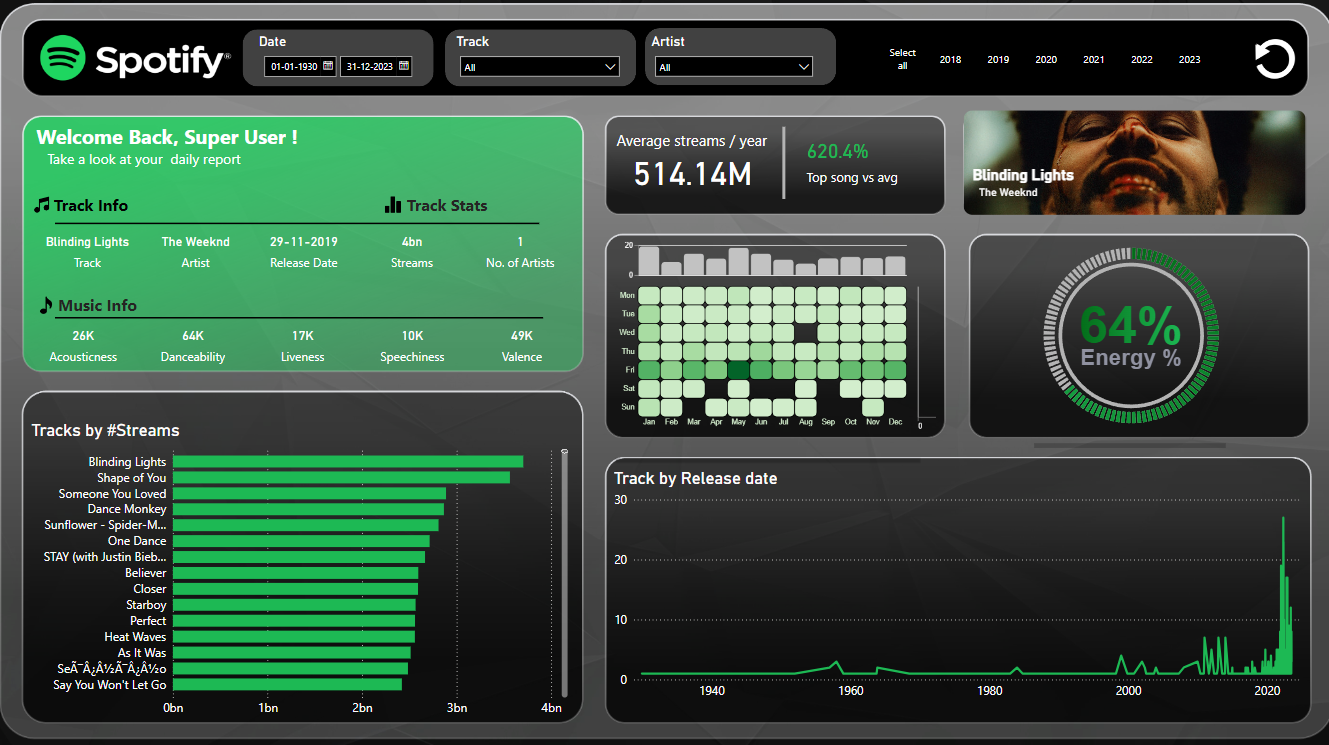 Spotify®
Date
01-01-1930
31-12-2023
Track
All
Artist
All
Select all
2018
2019
2020
2021
2022
2023
Welcome Back, Super User !
Take a look at your daily report
Track Info
Track Stats
Blinding Lights
The Weeknd
29-11-2019
4bn
1
Track
Artist
Release Date
Streams
No. of Artists
Music Info
26K
64K
17K
10K
49K
Acousticness
Danceability
Liveness
Speechiness
Valence
Average streams / year
514.14M
620.4%
Top song vs avg
Blinding Lights
The Weeknd
20
0
Mon
Tue
Wed
Thu
Fri
Sat
Sun
Jan
Feb
Mar
Apr
May
Jun
Jul
Aug
Sep
Oct
Nov
Dec
0
64%
Energy %
Tracks by #Streams
Blinding Lights
Shape of You
Someone You Loved
Dance Monkey
Sunflower - Spider-M...
One Dance
STAY (with Justin Bieb...
Believer
Closer
Starboy
Perfect
Heat Waves
As It Was
SeÃ¯Â¿Â½Ã¯Â¿Â½o
Say You Won't Let Go
0bn
1bn
2bn
3bn
4bn
Track by Release date
30
20
10
0
1940
1960
1980
2000
2020